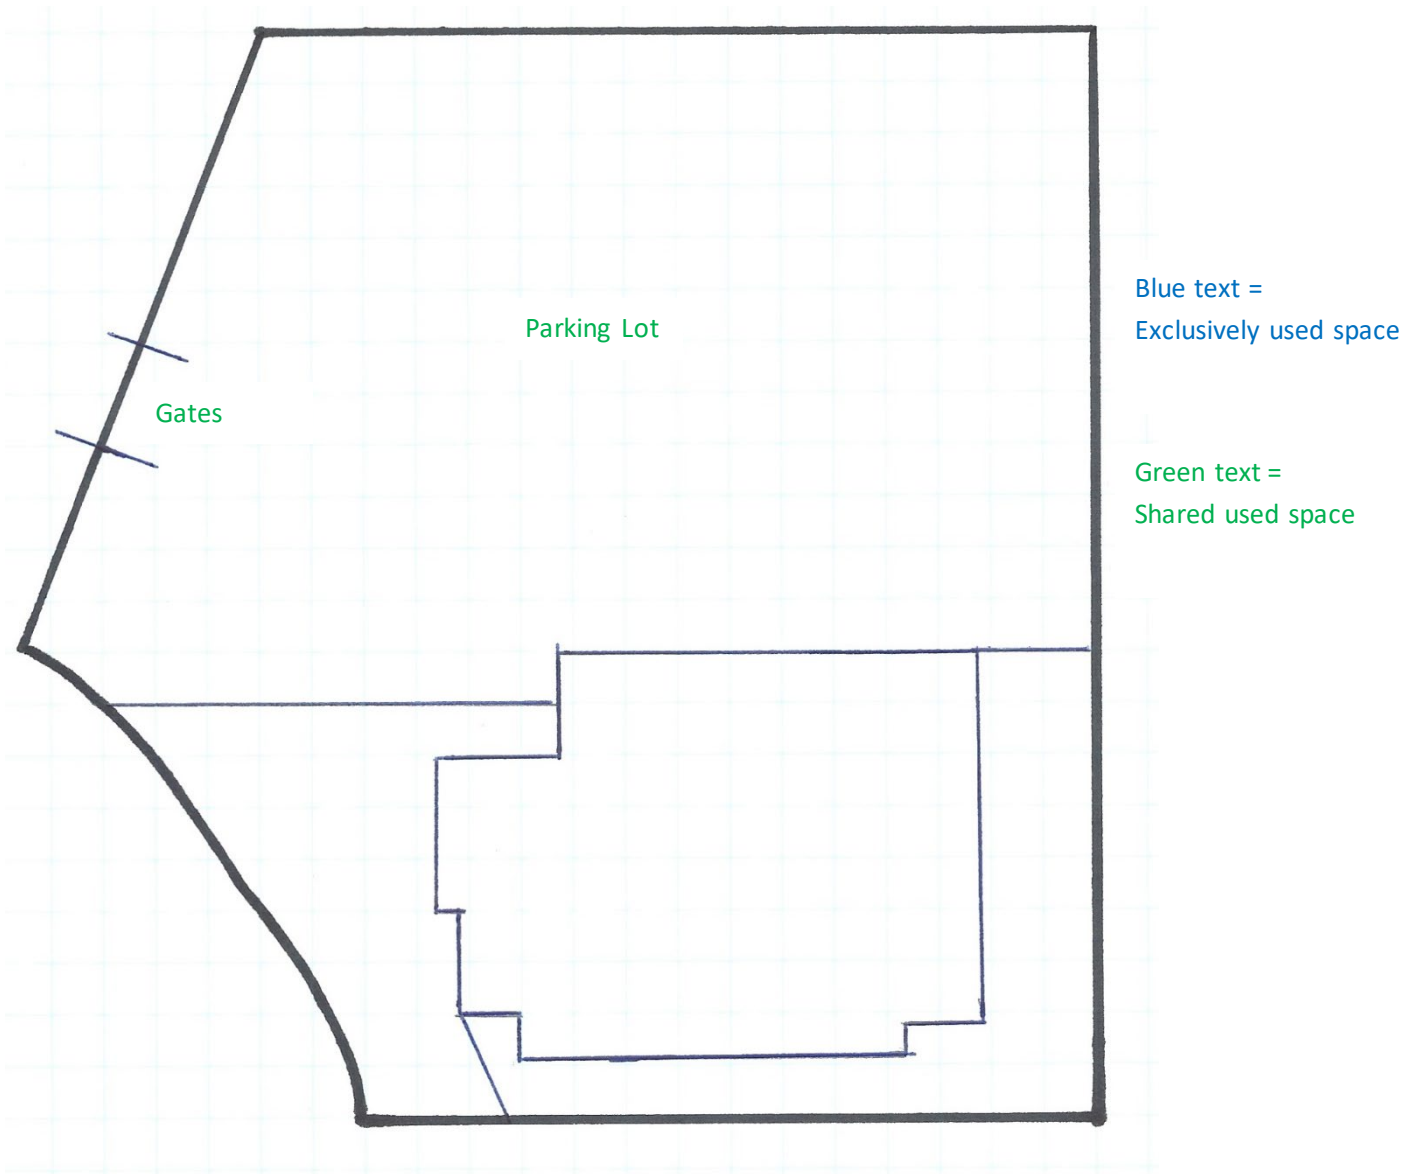 Blue text =
Exclusively used space
Parking Lot
Gates
Green text =
Shared used space